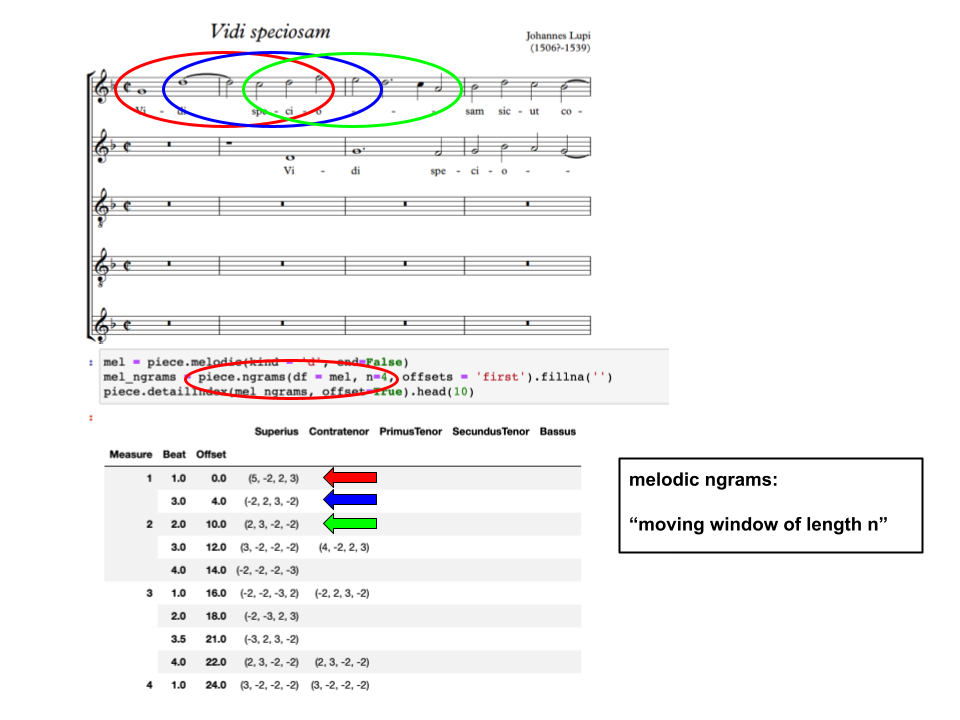 Vidi speciosam
Johannes Lupi
(1506?-1539)
Vi - di spe - ci - o - - - sam sic - ut co -
Vi - di spe - ci - o - -
: mel = piece.melodic(kind = 'd', end=False)
mel_ngrams = piece.ngrams(df = mel, n=4, offsets = 'first').fillna('')
piece.detailIndex(mel_ngrams, offset=True).head(10)
:
Superius Contratenor PrimusTenor SecundusTenor Bassus
Measure Beat Offset
1 1.0 0.0 (5, -2, 2, 3)
3.0 4.0 (-2, 2, 3, -2)
2 2.0 10.0 (2, 3, -2, -2)
3.0 12.0 (3, -2, -2, -2) (4, -2, 2, 3)
4.0 14.0 (-2, -2, -2, -3)
3 1.0 16.0 (-2, -2, -3, 2) (-2, 2, 3, -2)
2.0 18.0 (-2, -3, 2, 3)
3.5 21.0 (-3, 2, 3, -2)
4.0 22.0 (2, 3, -2, -2) (2, 3, -2, -2)
4 1.0 24.0 (3, -2, -2, -2) (3, -2, -2, -2)
melodic ngrams:
“moving window of length n”